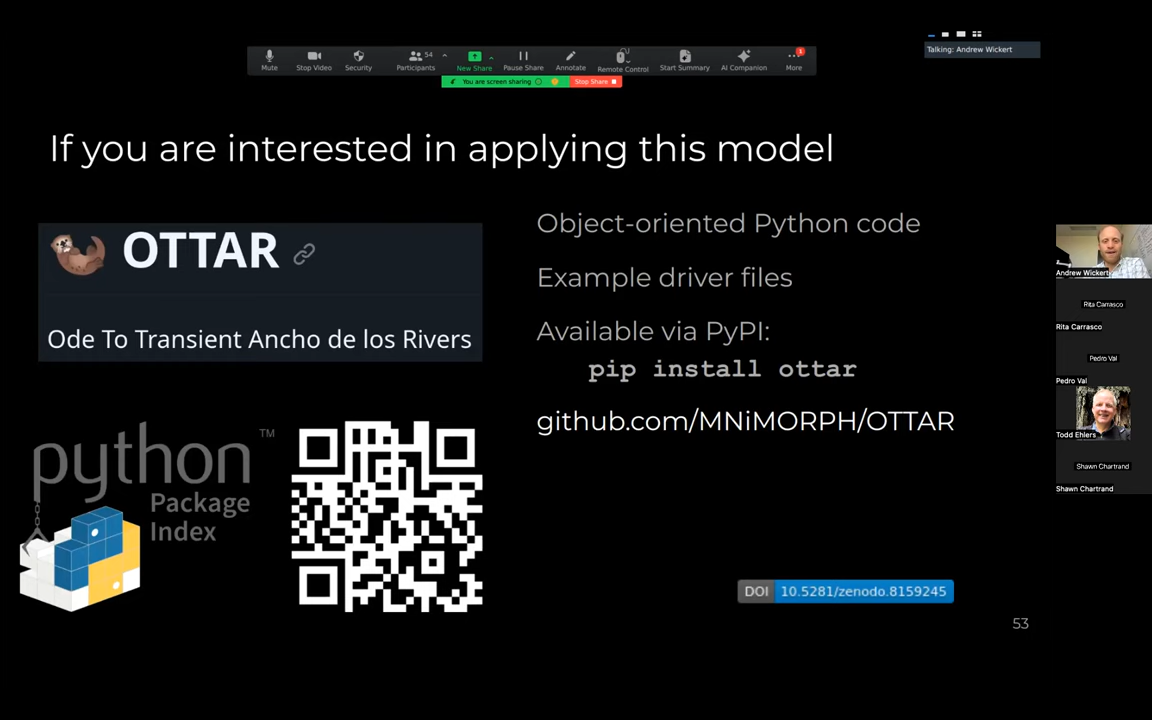 Talking: Andrew Wickert
Mute
Stop Video
Security
54
Participants
New Share
Pause Share
Annotate
Remote Control
Start Summary
AI Companion
1
More
You are screen sharing
Stop Share
If you are interested in applying this model
OTTAR
Ode To Transient Ancho de los Rivers
Object-oriented Python code
Example driver files
Available via PyPI:
pip install ottar
github.com/MNiMORPH/OTTAR
python TM
Package
Index
DOI 10.5281/zenodo.8159245
53
Andrew Wickert
Rita Carrasco
Rita Carrasco
Pedro Val
Pedro Val
Todd Ehlers
Shawn Chartrand
Shawn Chartrand